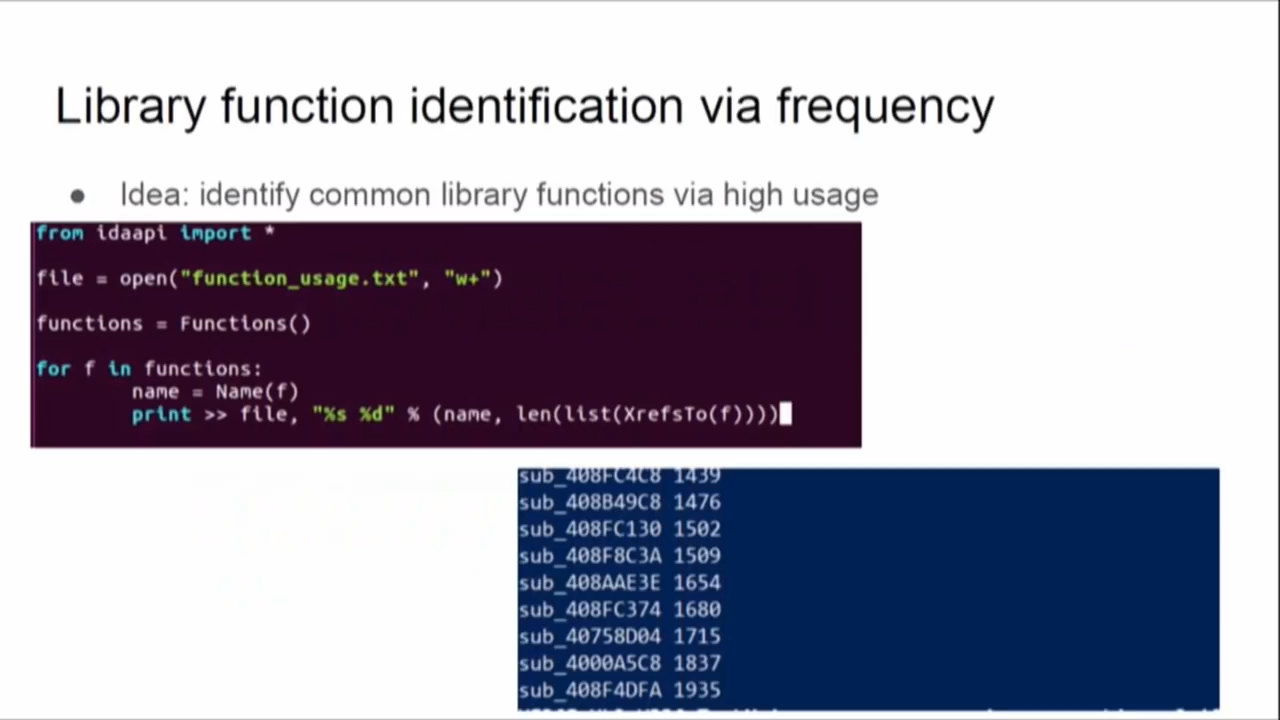 Library function identification via frequency
● Idea: identify common library functions via high usage
from idaapi import *
file = open("function_usage.txt", "w+")
functions = Functions()
for f in functions:
name = Name(f)
print >> file, "%s %d" % (name, len(list(XrefsTo(f))))
sub_408FC4C8 1439
sub_408B49C8 1476
sub_408FC130 1502
sub_408F8C3A 1509
sub_408AAE3E 1654
sub_408FC374 1680
sub_40758D04 1715
sub_4000A5C8 1837
sub_408F4DFA 1935